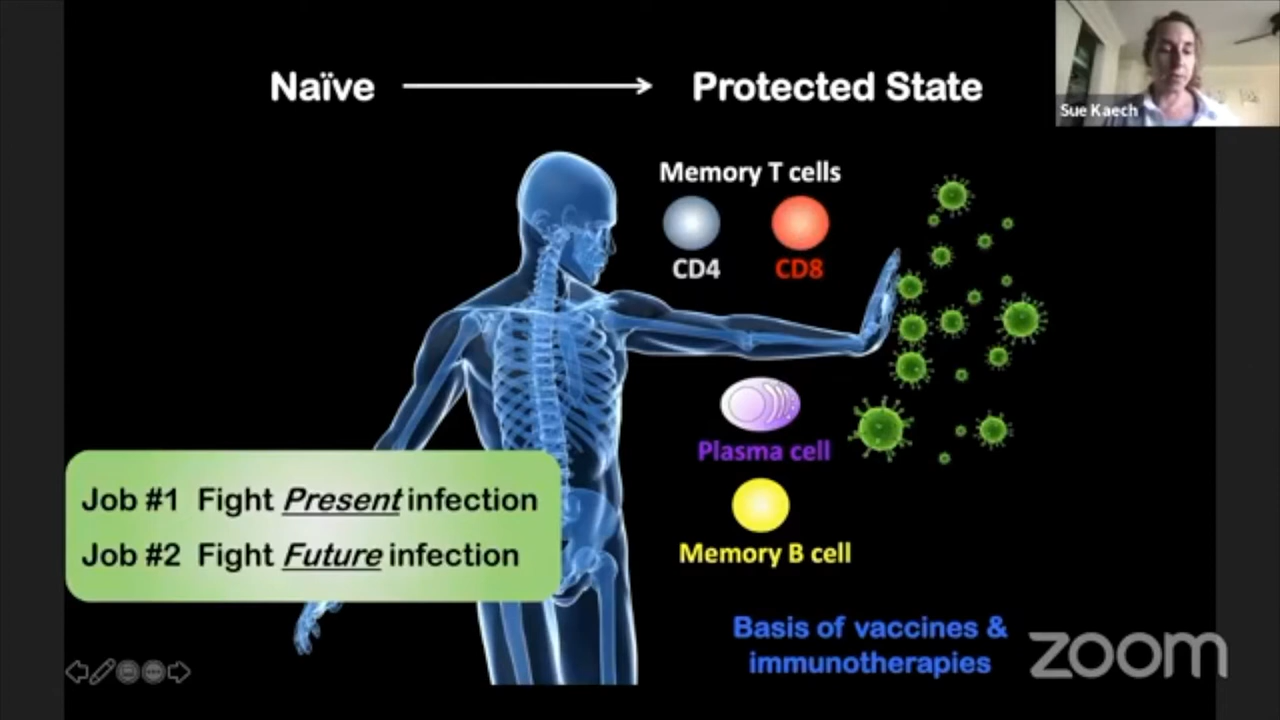 Naïve
Protected State
Sue Kaech
Memory T cells
CD4
CD8
Plasma cell
Job #1 Fight Present infection
Job #2 Fight Future infection
Memory B cell
Basis of vaccines &
immunotherapies
zoom